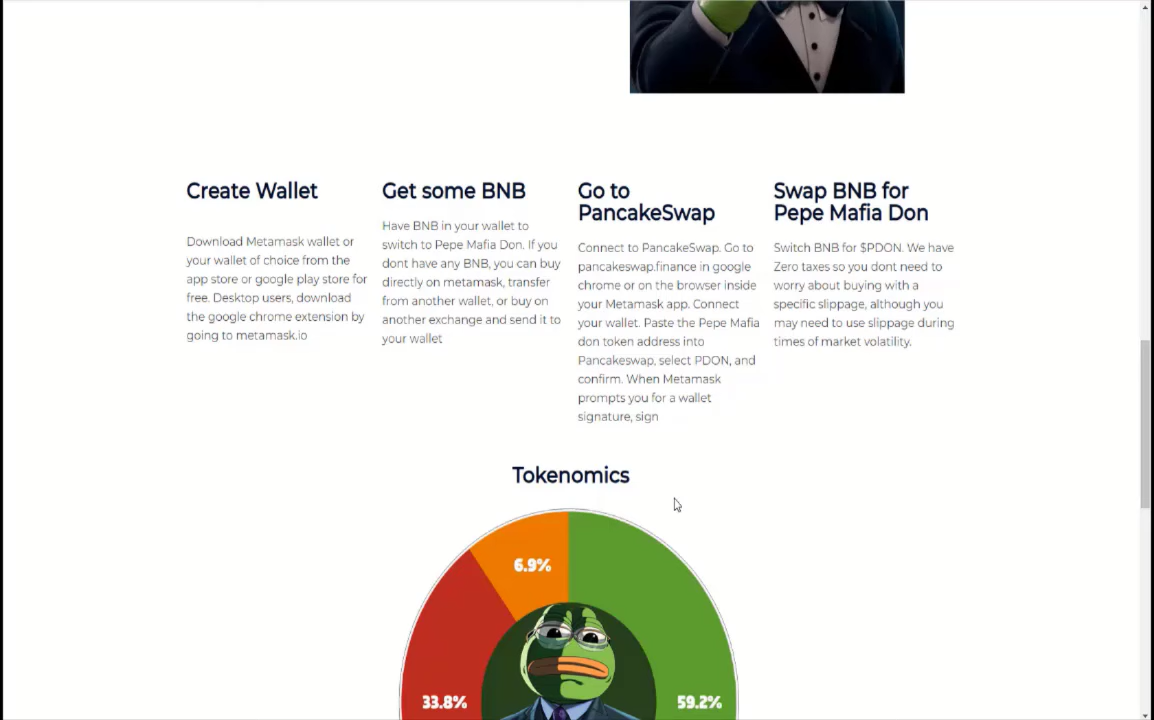 Create Wallet
Download Metamask wallet or
your wallet of choice from the
app store or google play store for
free. Desktop users, download
the google chrome extension by
going to metamask.io
Get some BNB
Have BNB in your wallet to
switch to Pepe Mafia Don. If you
dont have any BNB, you can buy
directly on metamask, transfer
from another wallet, or buy on
another exchange and send it to
your wallet
Go to
PancakeSwap
Connect to PancakeSwap. Go to
pancakeswap.finance in google
chrome or on the browser inside
your Metamask app. Connect
your wallet. Paste the Pepe Mafia
don token address into
Pancakeswap, select PDON, and
confirm. When Metamask
prompts you for a wallet
signature, sign
Swap BNB for
Pepe Mafia Don
Switch BNB for $PDON. We have
Zero taxes so you dont need to
worry about buying with a
specific slippage, although you
may need to use slippage during
times of market volatility.
Tokenomics
6.9%
33.8%
59.2%